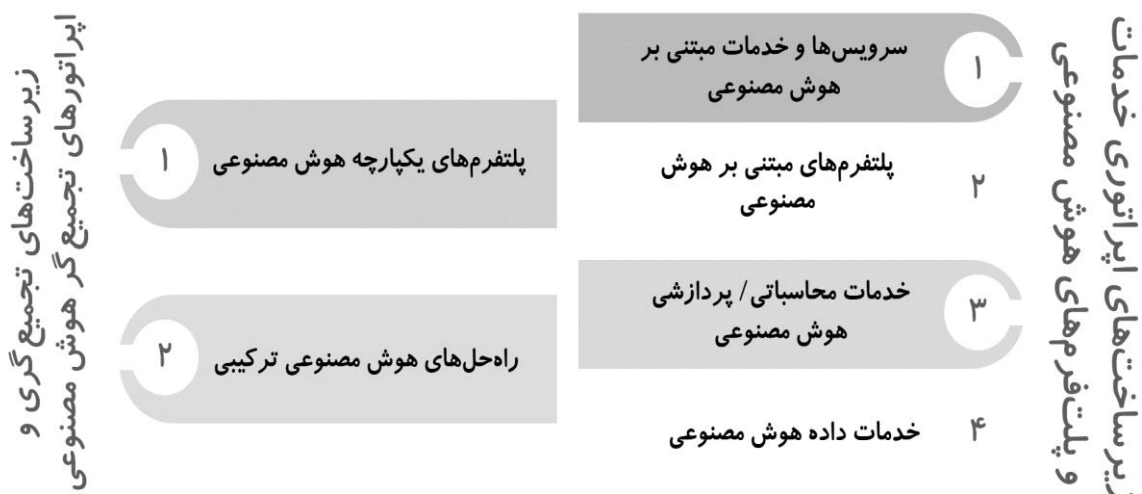 زیرساخت‌های اپراتوری خدمات
و پلت‌فرم‌های هوش مصنوعی
۱
سرویس‌ها و خدمات مبتنی بر
هوش مصنوعی
۲
پلتفرم‌های مبتنی بر هوش
مصنوعی
۳
خدمات محاسباتی/ پردازشی
هوش مصنوعی
۴
خدمات داده هوش مصنوعی
زیرساخت‌های تجمیع‌گری و
اپراتورهای تجمیع‌گر هوش مصنوعی
۱
پلتفرم‌های یکپارچه هوش مصنوعی
۲
راه‌حل‌های هوش مصنوعی ترکیبی